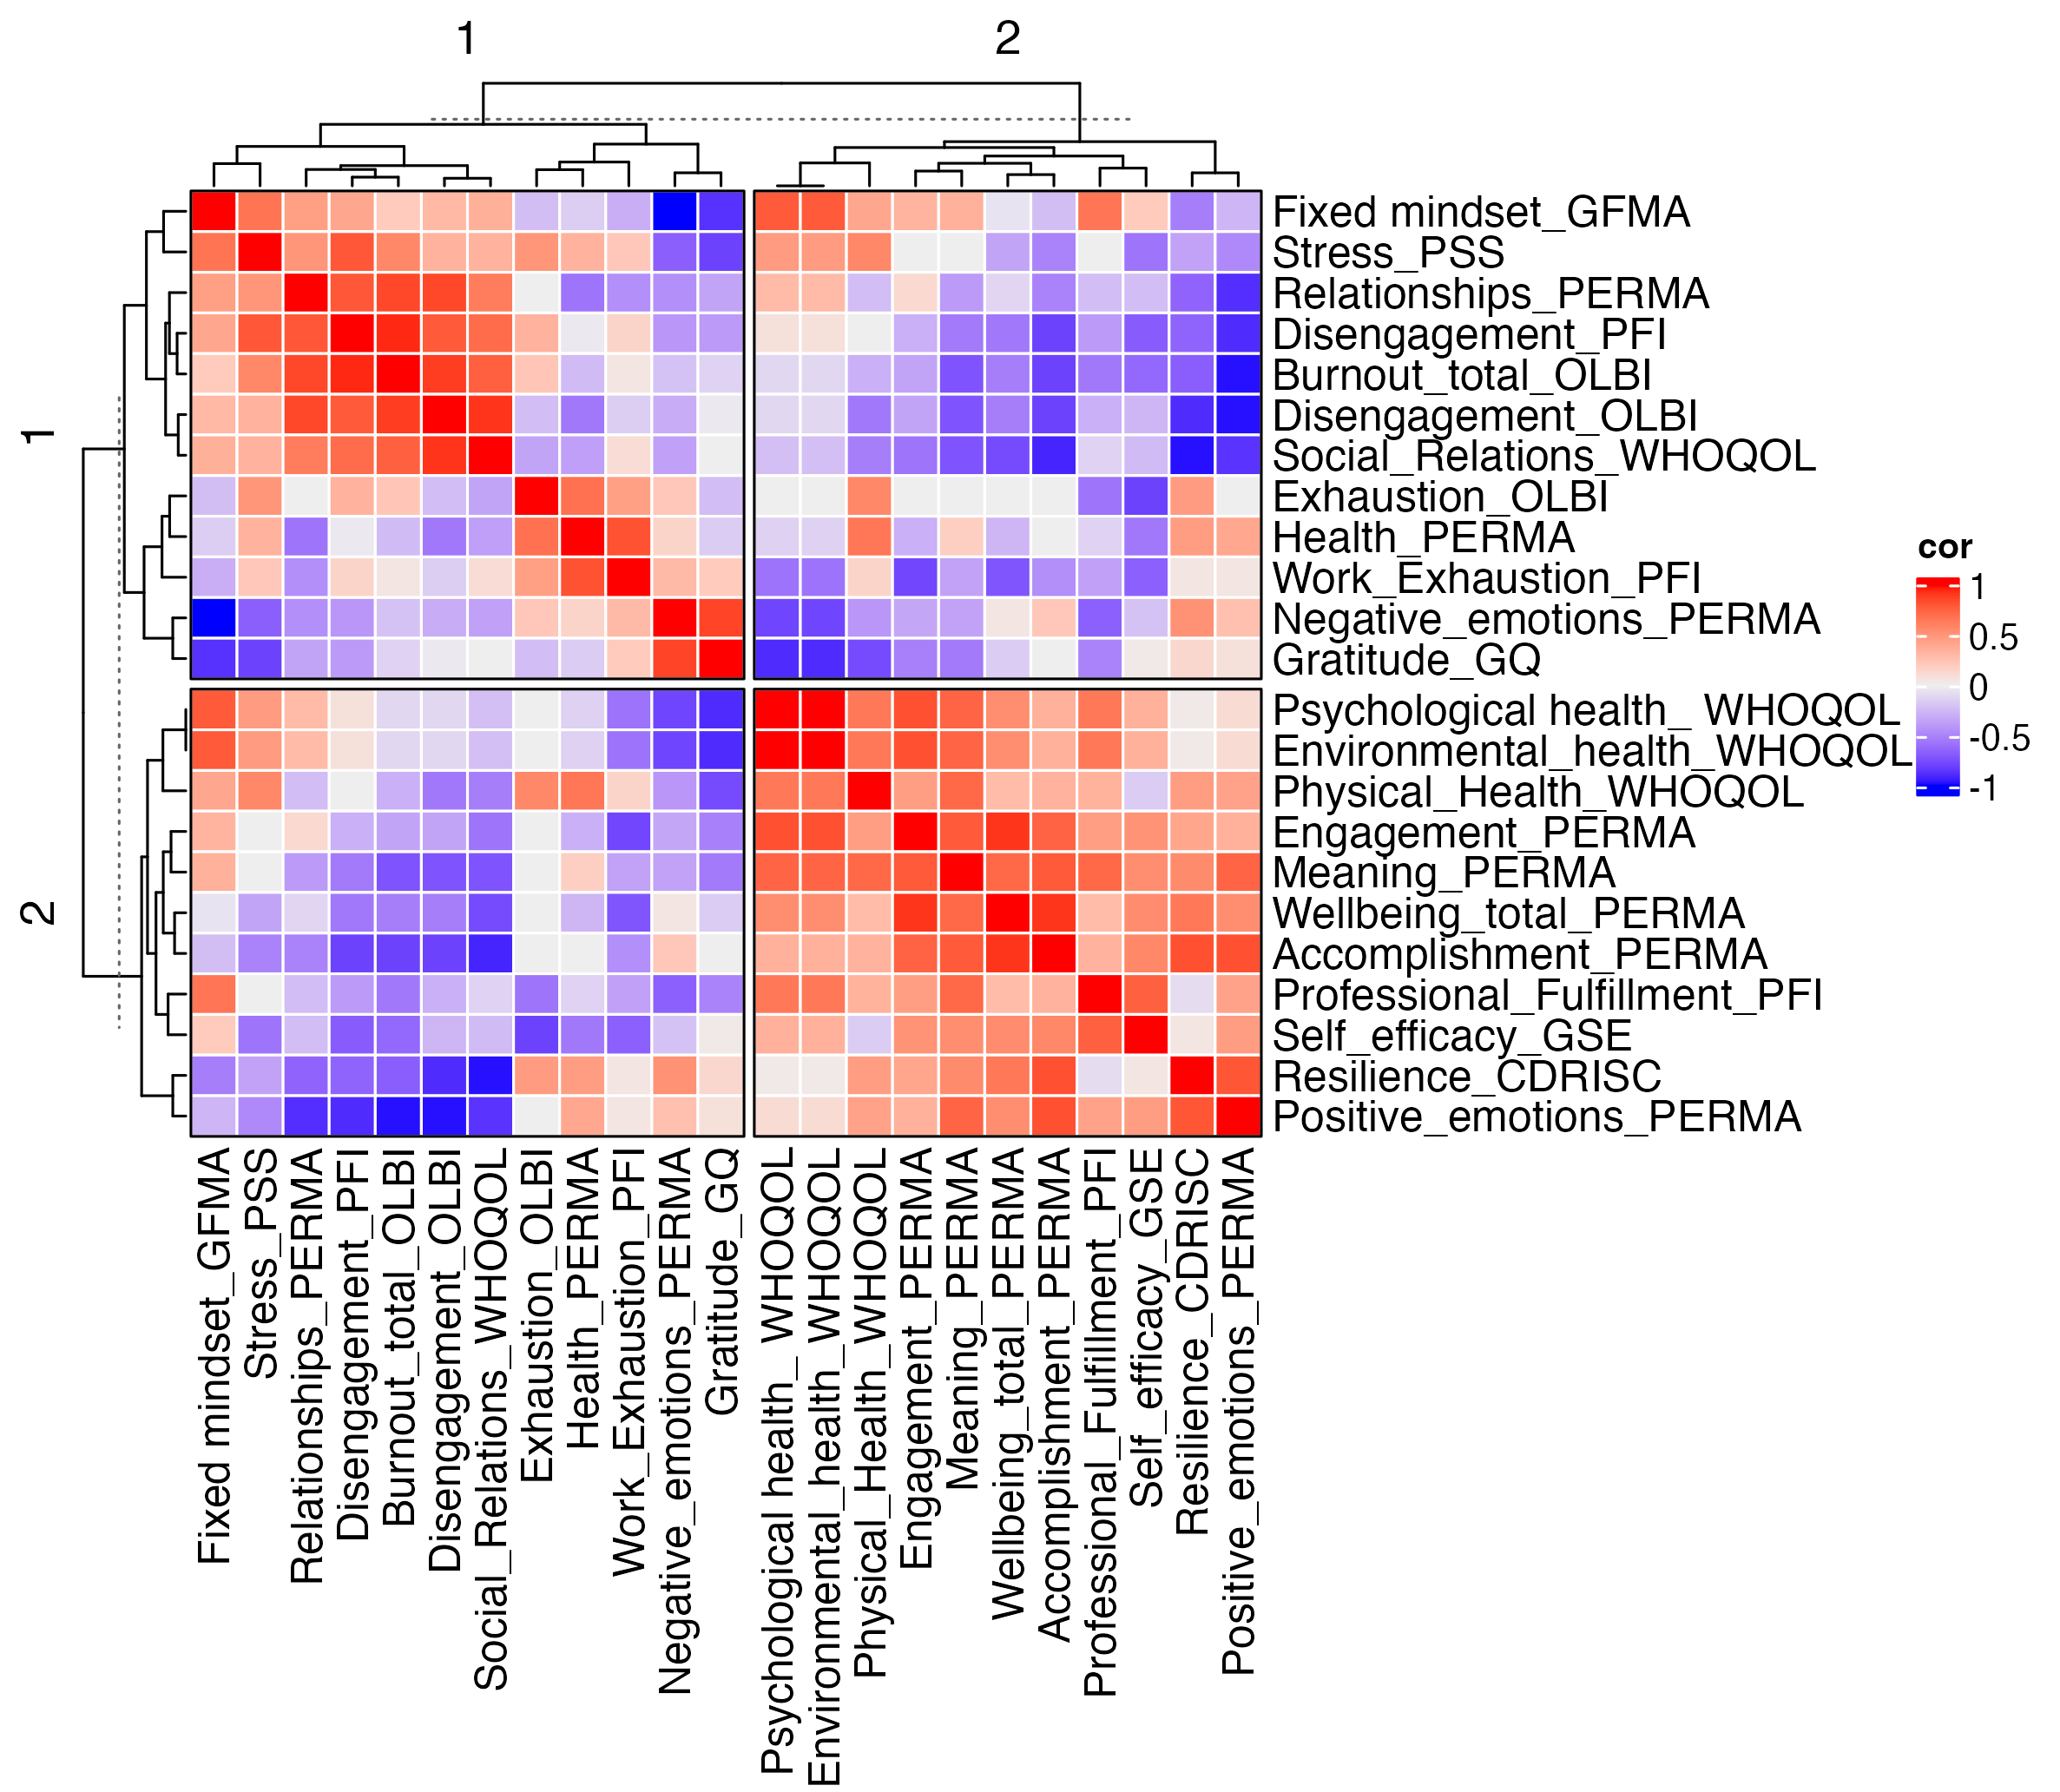 1
2
1
2
Fixed mindset_GFMA
Stress_PSS
Relationships_PERMA
Disengagement_PFI
Burnout_total_OLBI
Disengagement_OLBI
Social_Relations_WHOQOL
Exhaustion_OLBI
Health_PERMA
Work_Exhaustion_PFI
Negative_emotions_PERMA
Gratitude_GQ
Psychological health_ WHOQOL
Environmental_health_WHOQOL
Physical_Health_WHOQOL
Engagement_PERMA
Meaning_PERMA
Wellbeing_total_PERMA
Accomplishment_PERMA
Professional_Fulfillment_PFI
Self_efficacy_GSE
Resilience_CDRISC
Positive_emotions_PERMA
cor
1
0.5
0
-0.5
-1
Fixed mindset_GFMA
Stress_PSS
Relationships_PERMA
Disengagement_PFI
Burnout_total_OLBI
Disengagement_OLBI
Social_Relations_WHOQOL
Exhaustion_OLBI
Health_PERMA
Work_Exhaustion_PFI
Negative_emotions_PERMA
Gratitude_GQ
Psychological health_ WHOQOL
Environmental_health_WHOQOL
Physical_Health_WHOQOL
Engagement_PERMA
Meaning_PERMA
Wellbeing_total_PERMA
Accomplishment_PERMA
Professional_Fulfillment_PFI
Self_efficacy_GSE
Resilience_CDRISC
Positive_emotions_PERMA